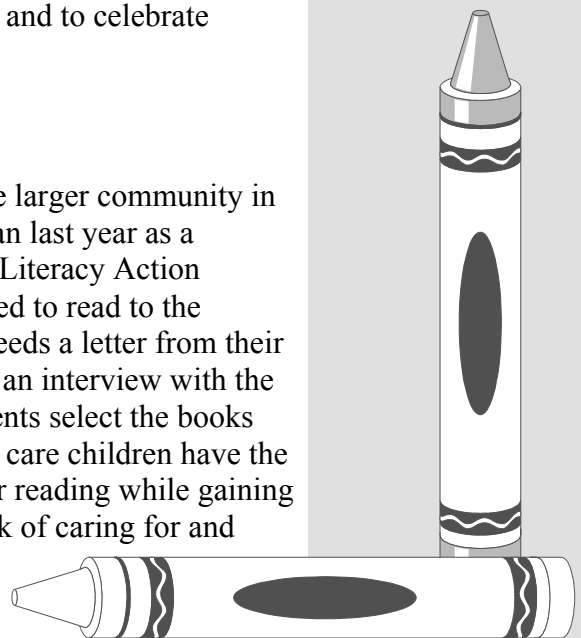 and to celebrate
larger community in
an last year as a
Literacy Action
ed to read to the
eeds a letter from their
an interview with the
ents select the books
care children have the
r reading while gaining
k of caring for and